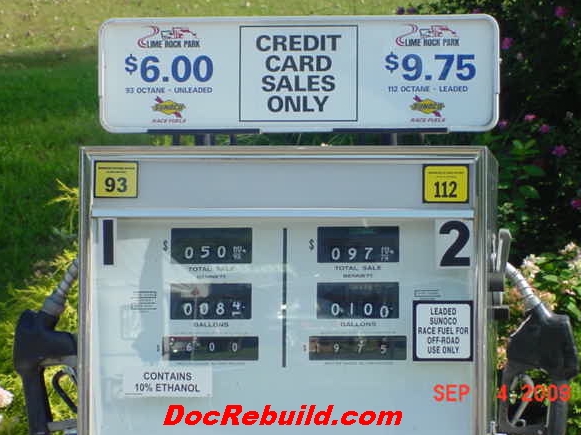 LIME ROCK PARK
$6.00
93 OCTANE - UNLEADED
SUNOCO
RACE FUELS
CREDIT
CARD
SALES
ONLY
LIME ROCK PARK
$9.75
112 OCTANE - LEADED
SUNOCO
RACE FUELS
93
112
1
2
$ 050
TOTAL SALE
BENNETT
0084
GALLONS
600
$ 097
TOTAL SALE
BENNETT
0100
GALLONS
975
LEADED
SUNOCO
RACE FUEL FOR
OFF-ROAD
USE ONLY
CONTAINS
10% ETHANOL
SEP 4 2009
DocRebuild.com